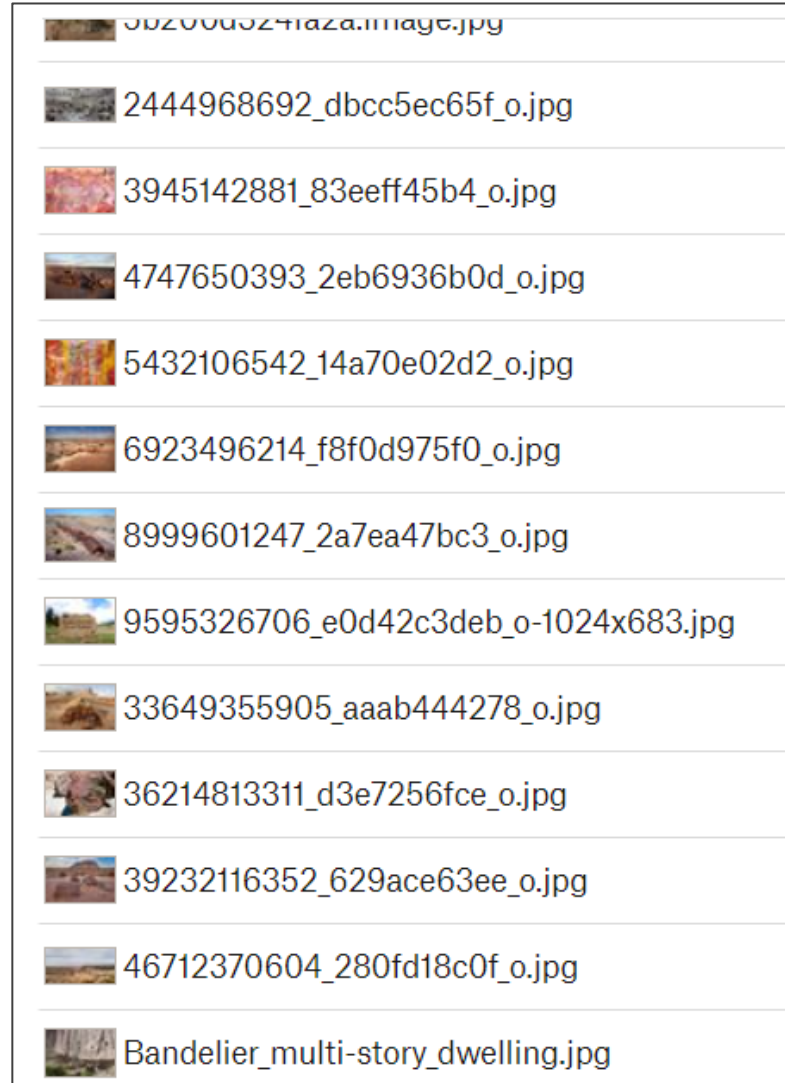 2444968692_dbcc5ec65f_o.jpg
3945142881_83eeff45b4_o.jpg
4747650393_2eb6936b0d_o.jpg
5432106542_14a70e02d2_o.jpg
6923496214_f8f0d975f0_o.jpg
8999601247_2a7ea47bc3_o.jpg
9595326706_e0d42c3deb_o-1024x683.jpg
33649355905_aaab444278_o.jpg
36214813311_d3e7256fce_o.jpg
39232116352_629ace63ee_o.jpg
46712370604_280fd18c0f_o.jpg
Bandelier_multi-story_dwelling.jpg